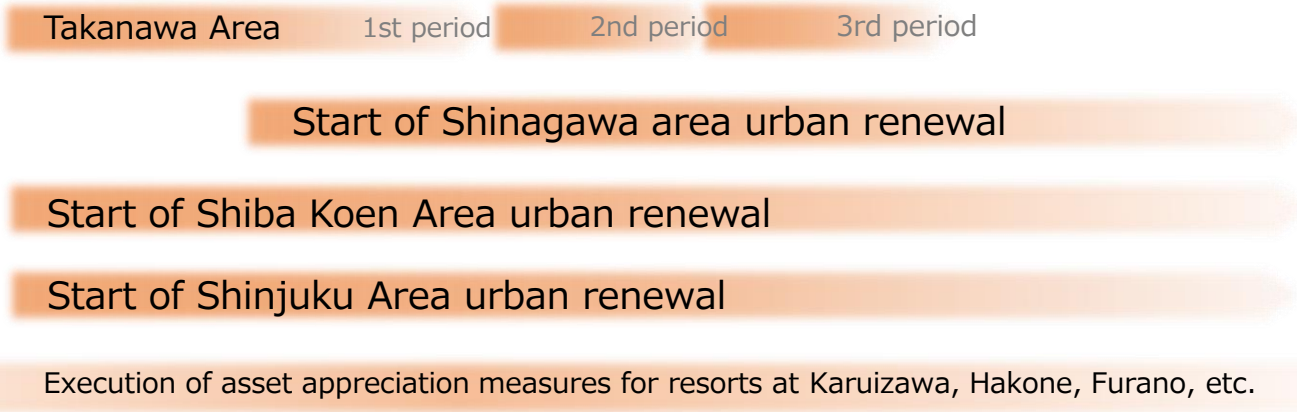 Takanawa Area 1st period 2nd period 3rd period
Start of Shinagawa area urban renewal
Start of Shiba Koen Area urban renewal
Start of Shinjuku Area urban renewal
Execution of asset appreciation measures for resorts at Karuizawa, Hakone, Furano, etc.